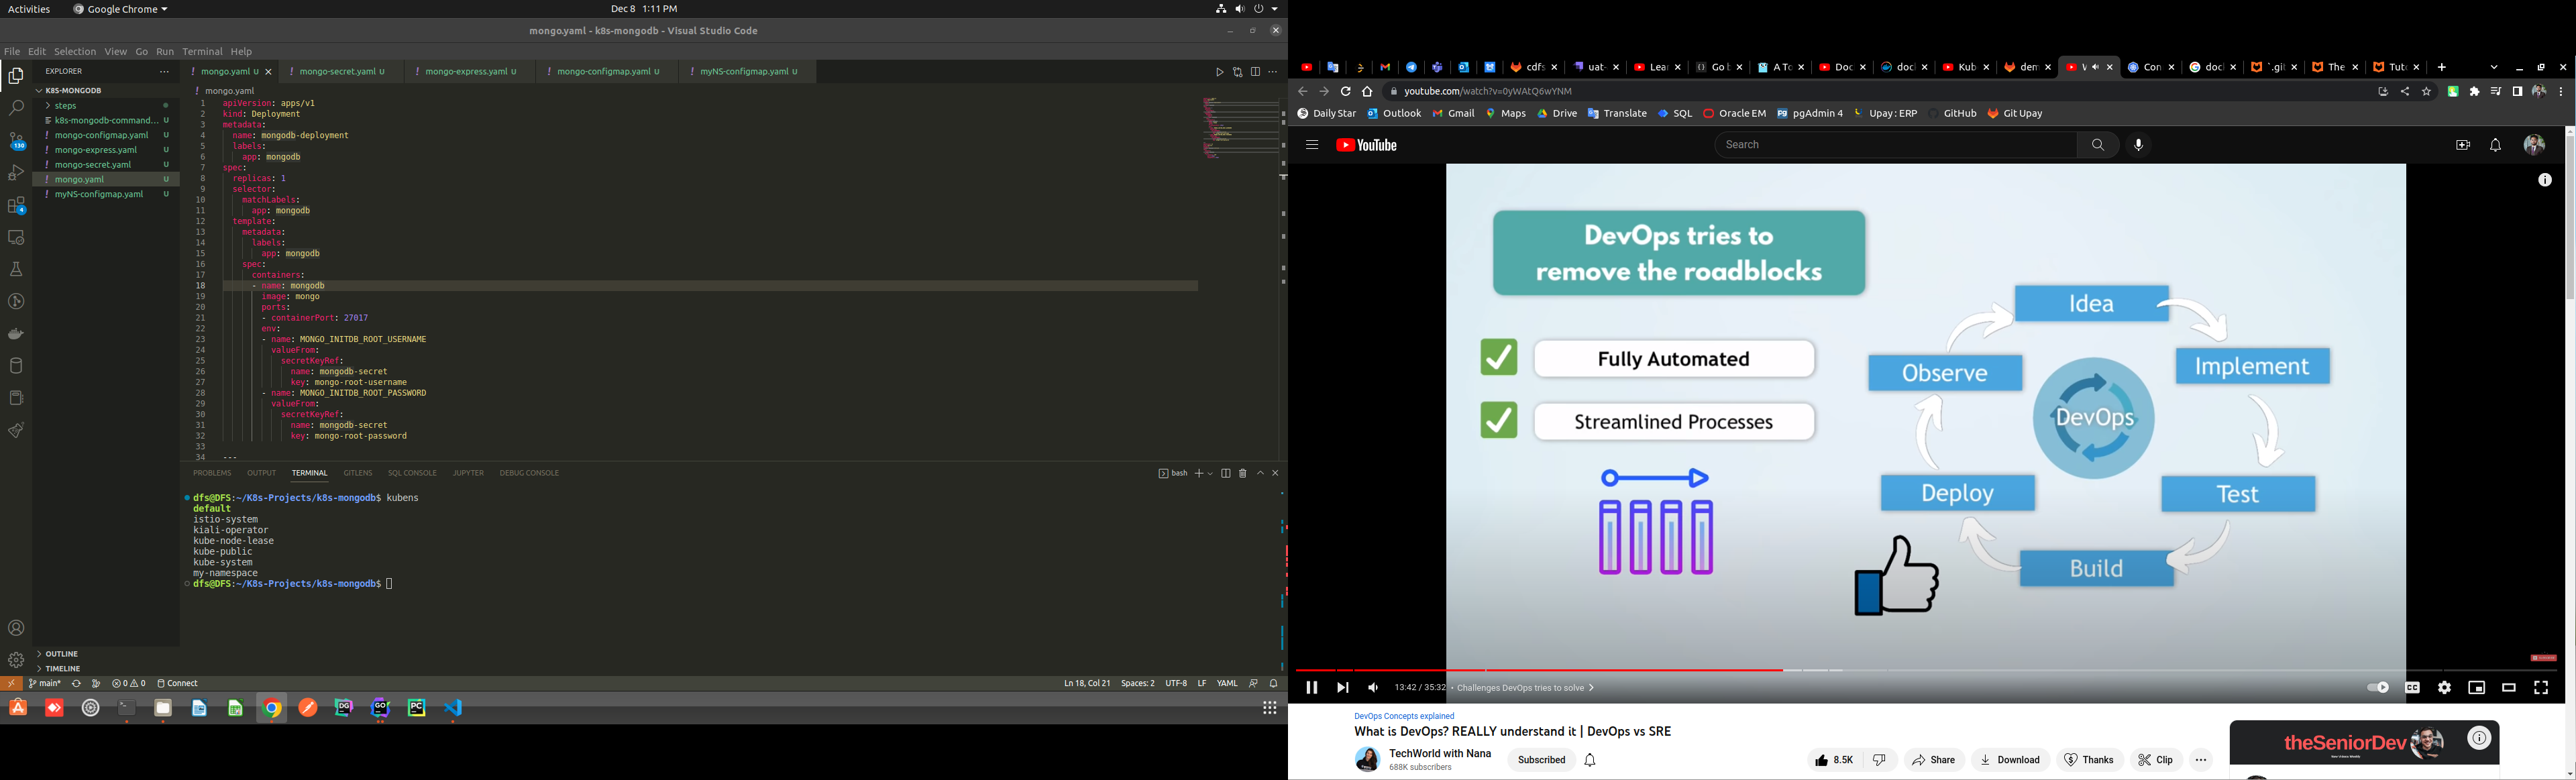 Activities
Google Chrome
Dec 8 1:11 PM
mongo.yaml - k8s-mongodb - Visual Studio Code
File Edit Selection View Go Run Terminal Help
EXPLORER
K8S-MONGODB
steps
k8s-mongodb-command... U
mongo-configmap.yaml U
mongo-express.yaml U
mongo-secret.yaml U
mongo.yaml U
myNS-configmap.yaml U
130
4
OUTLINE
TIMELINE
mongo.yaml U
mongo-secret.yaml U
mongo-express.yaml U
mongo-configmap.yaml U
myNS-configmap.yaml U
mongo.yaml
1 apiVersion: apps/v1
2 kind: Deployment
3 metadata:
4 name: mongodb-deployment
5 labels:
6 app: mongodb
7 spec:
8 replicas: 1
9 selector:
10 matchLabels:
11 app: mongodb
12 template:
13 metadata:
14 labels:
15 app: mongodb
16 spec:
17 containers:
18 - name: mongodb
19 image: mongo
20 ports:
21 - containerPort: 27017
22 env:
23 - name: MONGO_INITDB_ROOT_USERNAME
24 valueFrom:
25 secretKeyRef:
26 name: mongodb-secret
27 key: mongo-root-username
28 - name: MONGO_INITDB_ROOT_PASSWORD
29 valueFrom:
30 secretKeyRef:
31 name: mongodb-secret
32 key: mongo-root-password
33
34 ---
PROBLEMS OUTPUT TERMINAL GITLENS SQL CONSOLE JUPYTER DEBUG CONSOLE
bash
dfs@DFS:~/K8s-Projects/k8s-mongodb$ kubens
default
istio-system
kiali-operator
kube-node-lease
kube-public
kube-system
my-namespace
dfs@DFS:~/K8s-Projects/k8s-mongodb$
main* 0 0 Connect
Ln 18, Col 21 Spaces: 2 UTF-8 LF YAML
DG GO PC
cdfs uat- Lear Go b A To Doc doc Kub dem Con doc `.git The Tut
youtube.com/watch?v=0yWAtQ6wYNM
Daily Star Outlook Gmail Maps Drive Translate SQL Oracle EM pgAdmin 4 Upay : ERP GitHub Git Upay
YouTube
Search
DevOps tries to
remove the roadblocks
Fully Automated
Streamlined Processes
Idea
Implement
Test
Build
Deploy
Observe
DevOps
13:42 / 35:32 • Challenges DevOps tries to solve
DevOps Concepts explained
What is DevOps? REALLY understand it | DevOps vs SRE
TechWorld with Nana
688K subscribers
Subscribed
8.5K
Share
Download
Thanks
Clip
theSeniorDev